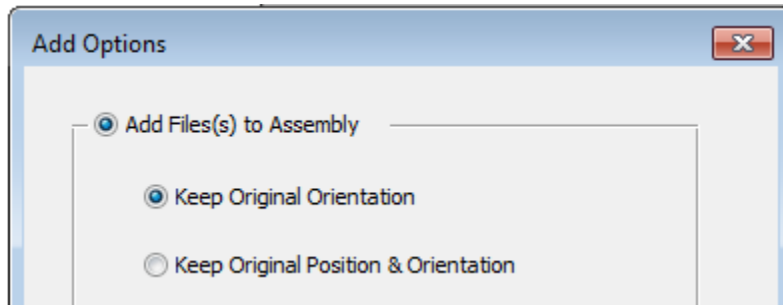 Add Options
Add Files(s) to Assembly
Keep Original Orientation
Keep Original Position & Orientation